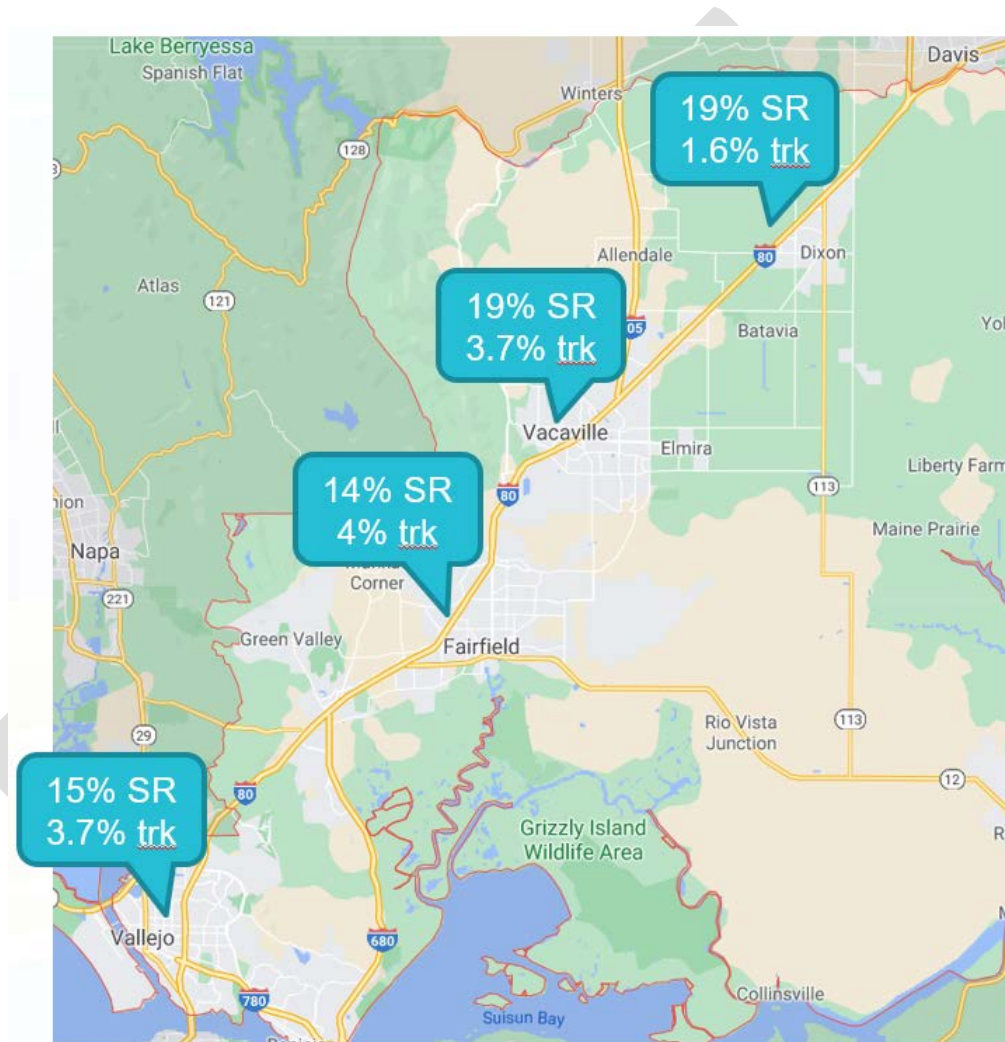 Lake Berryessa
Spanish Flat
Davis
Winters
19% SR
1.6% trk
128
Allendale
80
Dixon
Atlas
121
19% SR
3.7% trk
05
Batavia
Vacaville
Elmira
Liberty Farm
14% SR
4% trk
80
113
Maine Prairie
Napa
Corner
221
Green Valley
Fairfield
29
Rio Vista
Junction
113
12
15% SR
3.7% trk
80
Grizzly Island
Wildlife Area
Vallejo
680
780
Collinsville
Suisun Bay